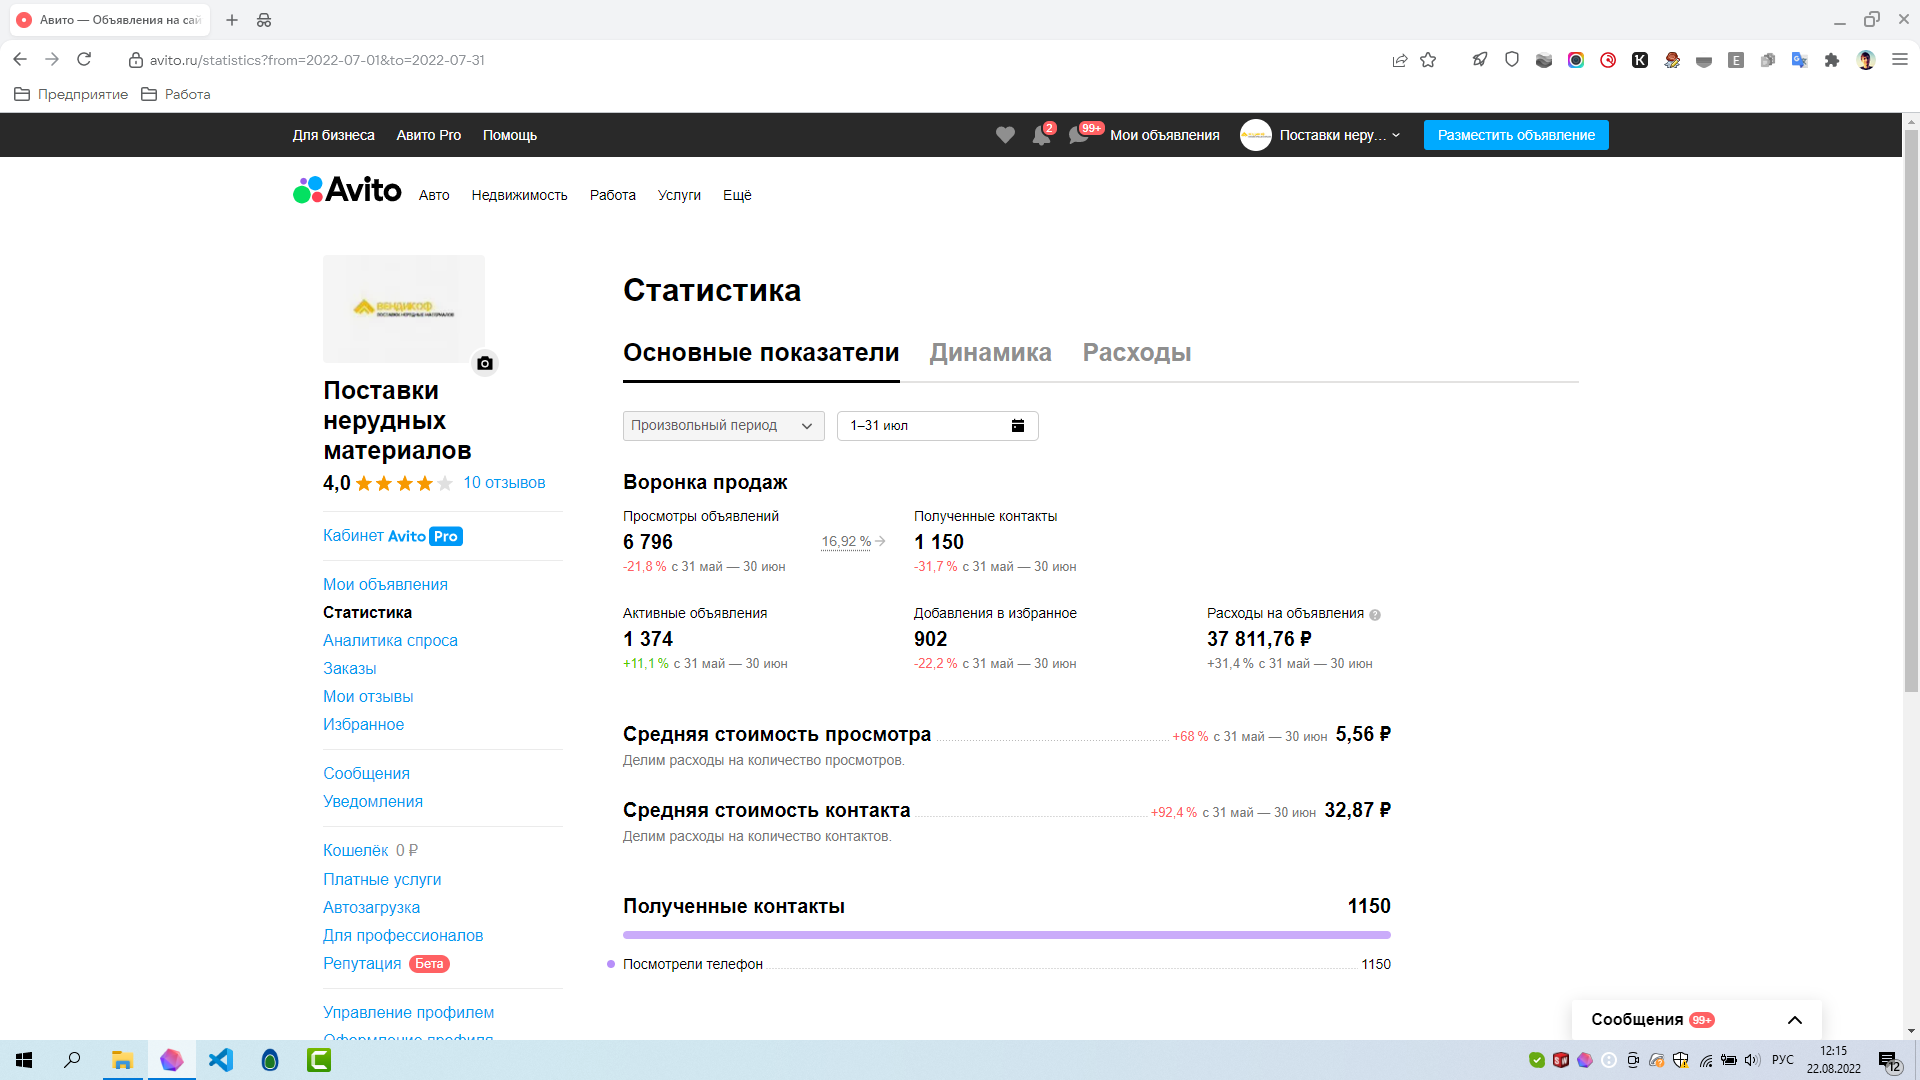 Авито — Объявления на сай
avito.ru/statistics?from=2022-07-01&to=2022-07-31
Предприятие
Работа
Для бизнеса
Авито Pro
Помощь
2
99+
Мои объявления
Поставки неру...
Разместить объявление
Avito
Авто
Недвижимость
Работа
Услуги
Ещё
ВЕНДИКОФ
ПОСТАВКИ НЕРУДНЫХ МАТЕРИАЛОВ
Поставки
нерудных
материалов
4,0
10 отзывов
Кабинет Avito Pro
Мои объявления
Статистика
Аналитика спроса
Заказы
Мои отзывы
Избранное
Сообщения
Уведомления
Кошелёк 0 ₽
Платные услуги
Автозагрузка
Для профессионалов
Репутация Бета
Управление профилем
Оформление профиля
Статистика
Основные показатели
Динамика
Расходы
Произвольный период
1–31 июл
Воронка продаж
Просмотры объявлений
6 796
-21,8 % с 31 май — 30 июн
16,92 %
Полученные контакты
1 150
-31,7 % с 31 май — 30 июн
Активные объявления
1 374
+11,1 % с 31 май — 30 июн
Добавления в избранное
902
-22,2 % с 31 май — 30 июн
Расходы на объявления
37 811,76 ₽
+31,4 % с 31 май — 30 июн
Средняя стоимость просмотра
+68 % с 31 май — 30 июн 5,56 ₽
Делим расходы на количество просмотров.
Средняя стоимость контакта
+92,4 % с 31 май — 30 июн 32,87 ₽
Делим расходы на количество контактов.
Полученные контакты 1150
Посмотрели телефон 1150
Сообщения 99+
РУС
12:15
22.08.2022
12